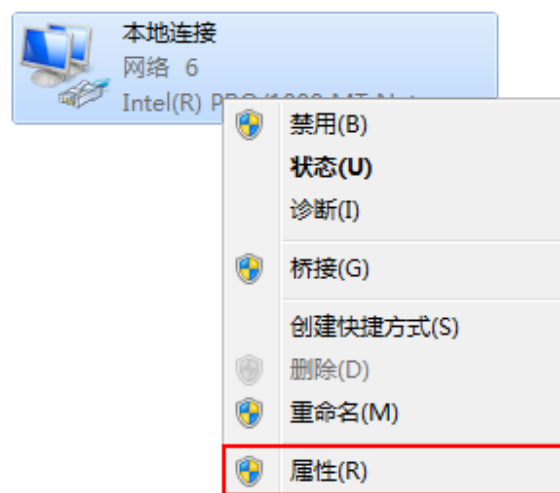 本地连接
网络 6
Intel(R)
禁用(B)
状态(U)
诊断(I)
桥接(G)
创建快捷方式(S)
删除(D)
重命名(M)
属性(R)